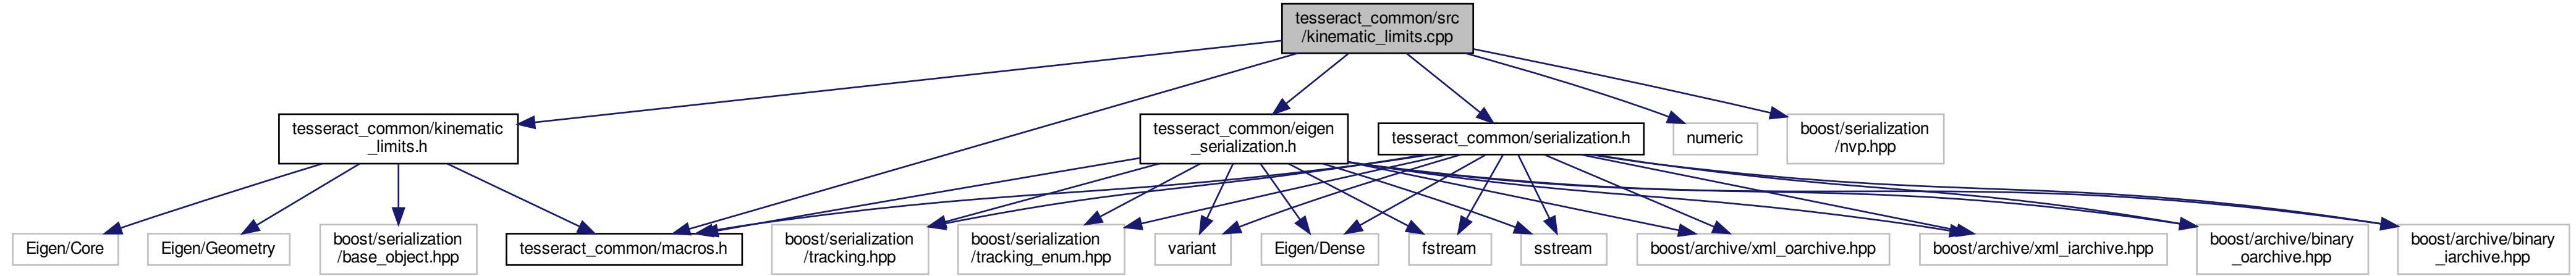 tesseract_common/src
/kinematic_limits.cpp
tesseract_common/kinematic
_limits.h
tesseract_common/eigen
_serialization.h
tesseract_common/serialization.h
numeric
boost/serialization
/nvp.hpp
Eigen/Core
Eigen/Geometry
boost/serialization
/base_object.hpp
tesseract_common/macros.h
boost/serialization
/tracking.hpp
boost/serialization
/tracking_enum.hpp
variant
Eigen/Dense
fstream
sstream
boost/archive/xml_oarchive.hpp
boost/archive/xml_iarchive.hpp
boost/archive/binary
_oarchive.hpp
boost/archive/binary
_iarchive.hpp